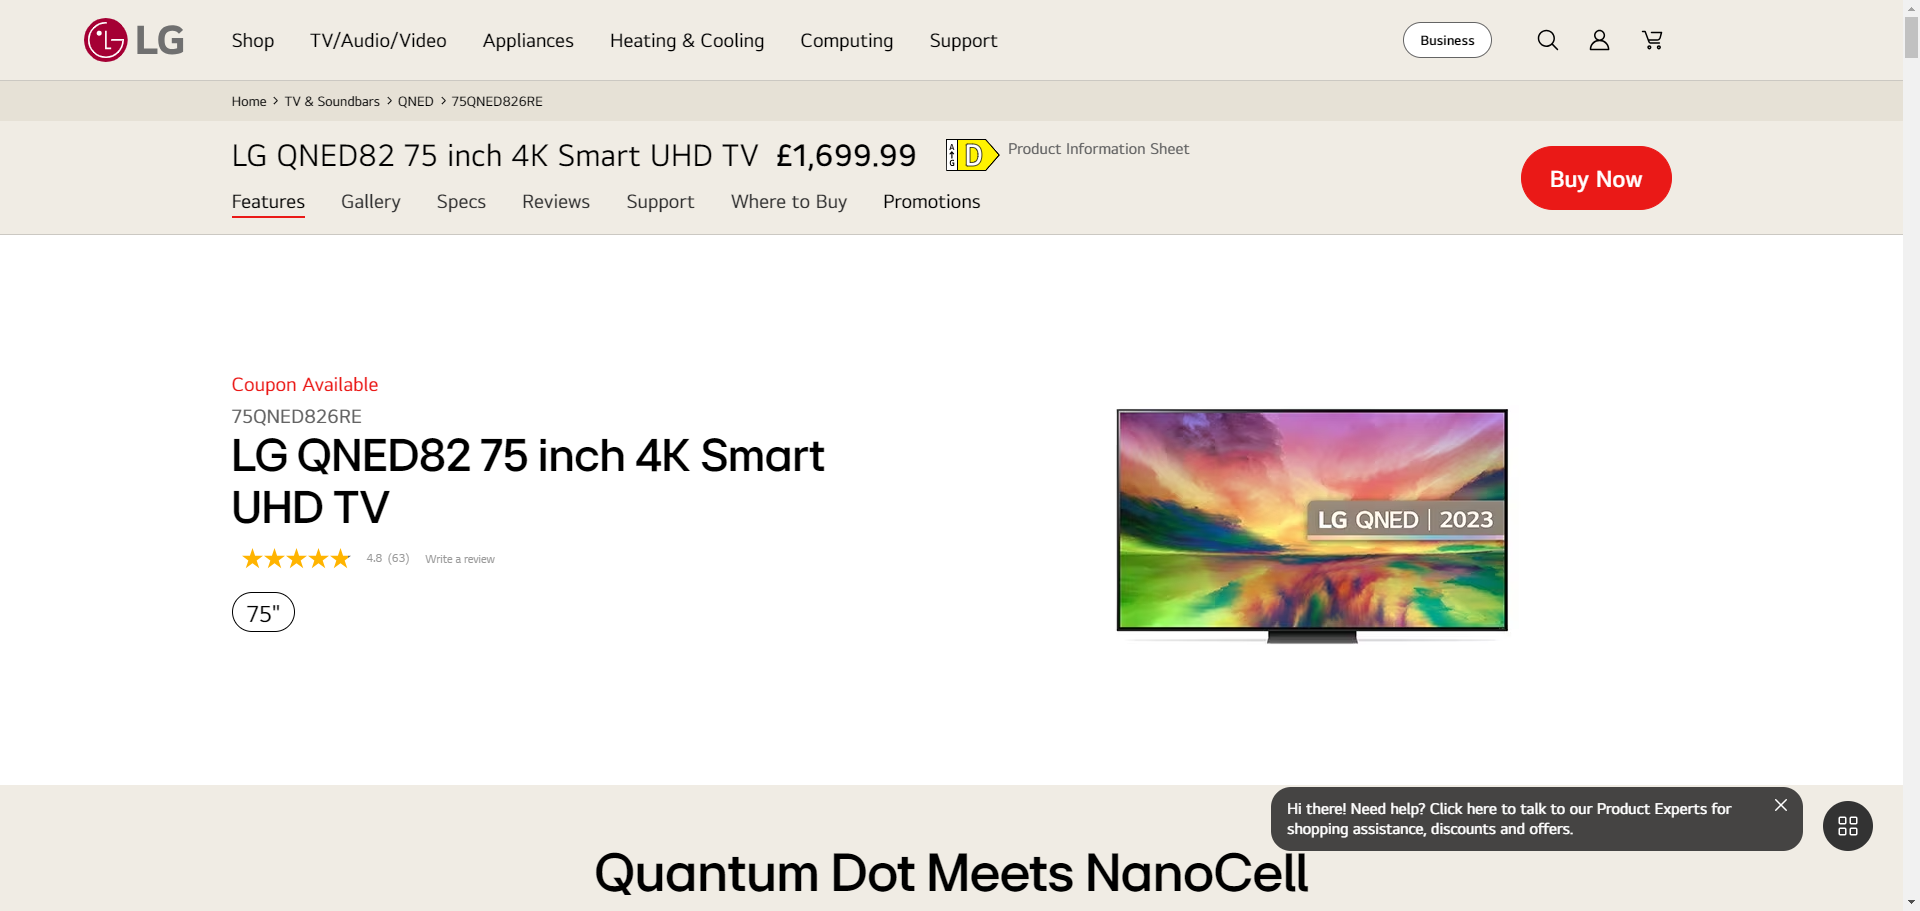 LG
Shop
TV/Audio/Video
Appliances
Heating & Cooling
Computing
Support
Business
Home > TV & Soundbars > QNED > 75QNED826RE
LG QNED82 75 inch 4K Smart UHD TV £1,699.99
A G D
Product Information Sheet
Buy Now
Features
Gallery
Specs
Reviews
Support
Where to Buy
Promotions
Coupon Available
75QNED826RE
LG QNED82 75 inch 4K Smart
UHD TV
4.8 (63) Write a review
75"
LG QNED | 2023
Hi there! Need help? Click here to talk to our Product Experts for
shopping assistance, discounts and offers.
Quantum Dot Meets NanoCell